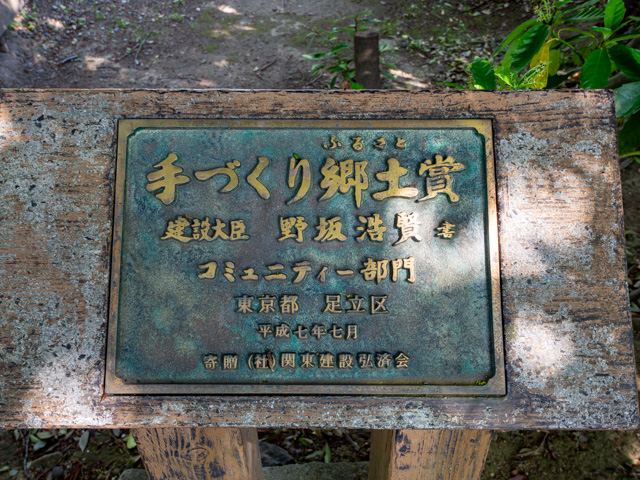 ふるさと
手づくり郷土賞
建設大臣 野坂浩賢 書
コミュニティー部門
東京都 足立区
平成七年七月
寄贈 (社)関東建設弘済会